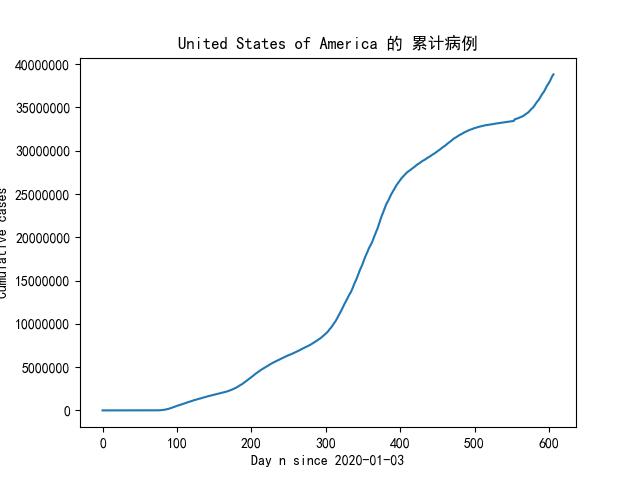 United States of America 的 累计病例
40000000
35000000
30000000
25000000
20000000
15000000
10000000
5000000
0
Cumulative cases
0 100 200 300 400 500 600
Day n since 2020-01-03